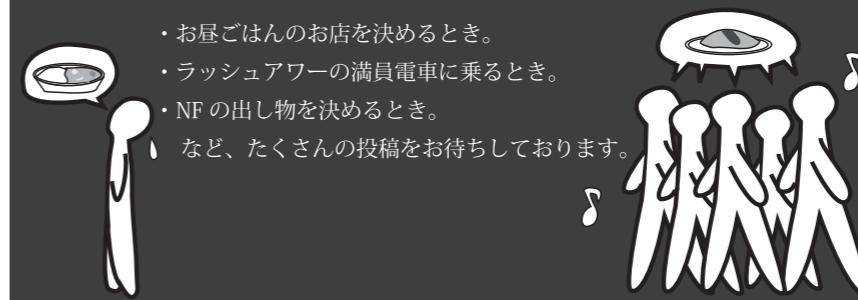 ・お昼ごはんのお店を決めるとき。
・ラッシュアワーの満員電車に乗るとき。
・NF の出し物を決めるとき。
など、たくさんの投稿をお待ちしております。